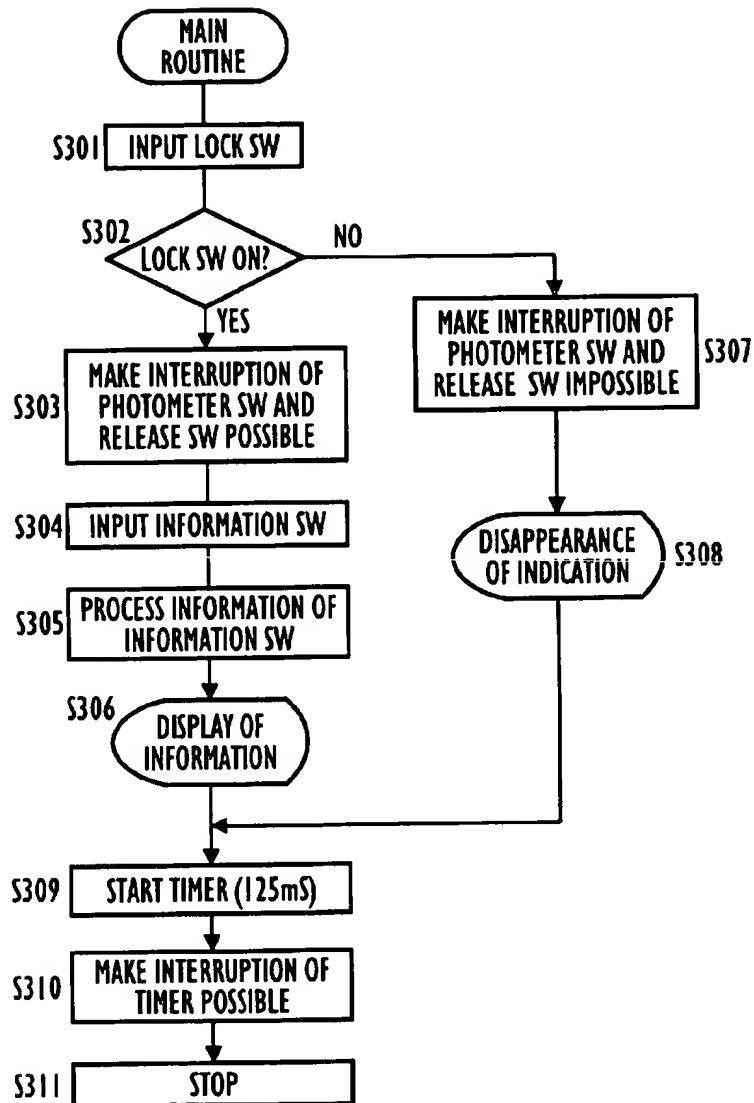 MAIN
ROUTINE
S301
INPUT LOCK SW
S302
LOCK SW ON?
NO
YES
S303
MAKE INTERRUPTION OF
PHOTOMETER SW AND
RELEASE SW POSSIBLE
MAKE INTERRUPTION OF
PHOTOMETER SW AND
RELEASE SW IMPOSSIBLE
S307
S304
INPUT INFORMATION SW
DISAPPEARANCE
OF INDICATION
S308
S305
PROCESS INFORMATION OF
INFORMATION SW
S306
DISPLAY OF
INFORMATION
S309
START TIMER (125mS)
S310
MAKE INTERRUPTION OF
TIMER POSSIBLE
S311
STOP